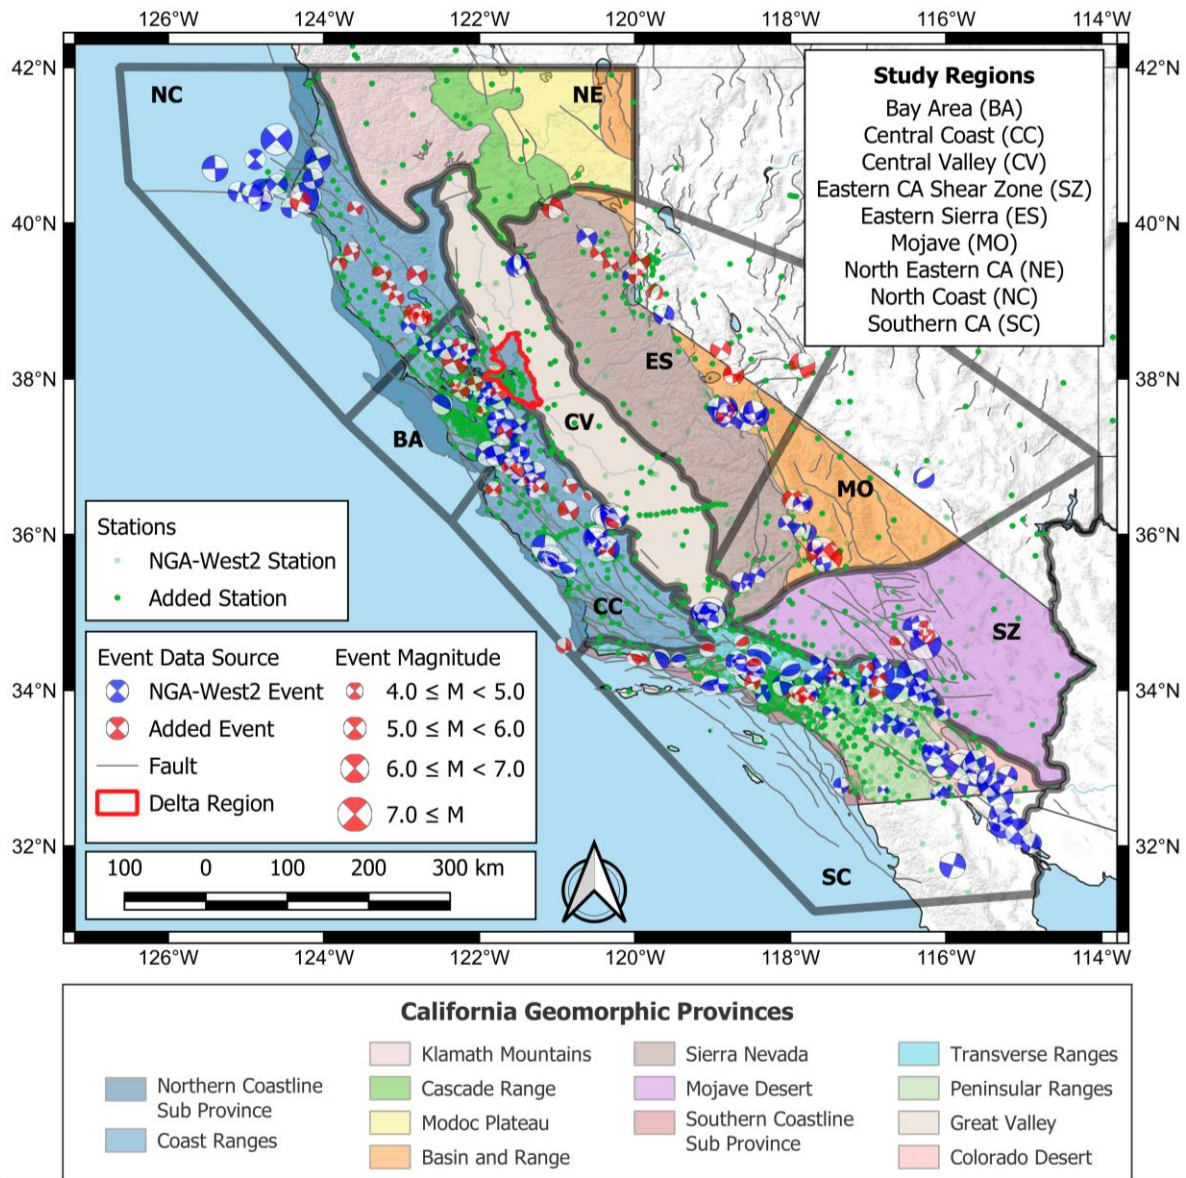 126°W 124°W 122°W 120°W 118°W 116°W 114°W
42°N 42°N
40°N 40°N
38°N 38°N
36°N 36°N
34°N 34°N
32°N 32°N
NC
NE
ES
BA
CV
MO
CC
SZ
SC
Study Regions
Bay Area (BA)
Central Coast (CC)
Central Valley (CV)
Eastern CA Shear Zone (SZ)
Eastern Sierra (ES)
Mojave (MO)
North Eastern CA (NE)
North Coast (NC)
Southern CA (SC)
Stations
NGA-West2 Station
Added Station
Event Data Source
NGA-West2 Event
Added Event
Fault
Delta Region
Event Magnitude
4.0 ≤ M < 5.0
5.0 ≤ M < 6.0
6.0 ≤ M < 7.0
7.0 ≤ M
100 0 100 200 300 km
126°W 124°W 122°W 120°W 118°W 116°W 114°W
California Geomorphic Provinces
Northern Coastline
Sub Province
Coast Ranges
Klamath Mountains
Cascade Range
Modoc Plateau
Basin and Range
Sierra Nevada
Mojave Desert
Southern Coastline
Sub Province
Transverse Ranges
Peninsular Ranges
Great Valley
Colorado Desert